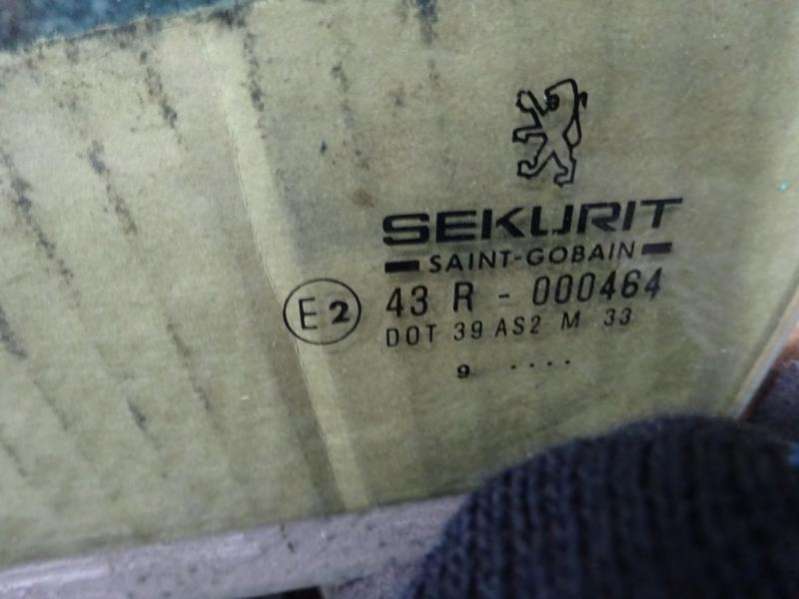 SEKURIT
SAINT-GOBAIN
E2 43 R - 000464
DOT 39 AS2 M 33
9 ....